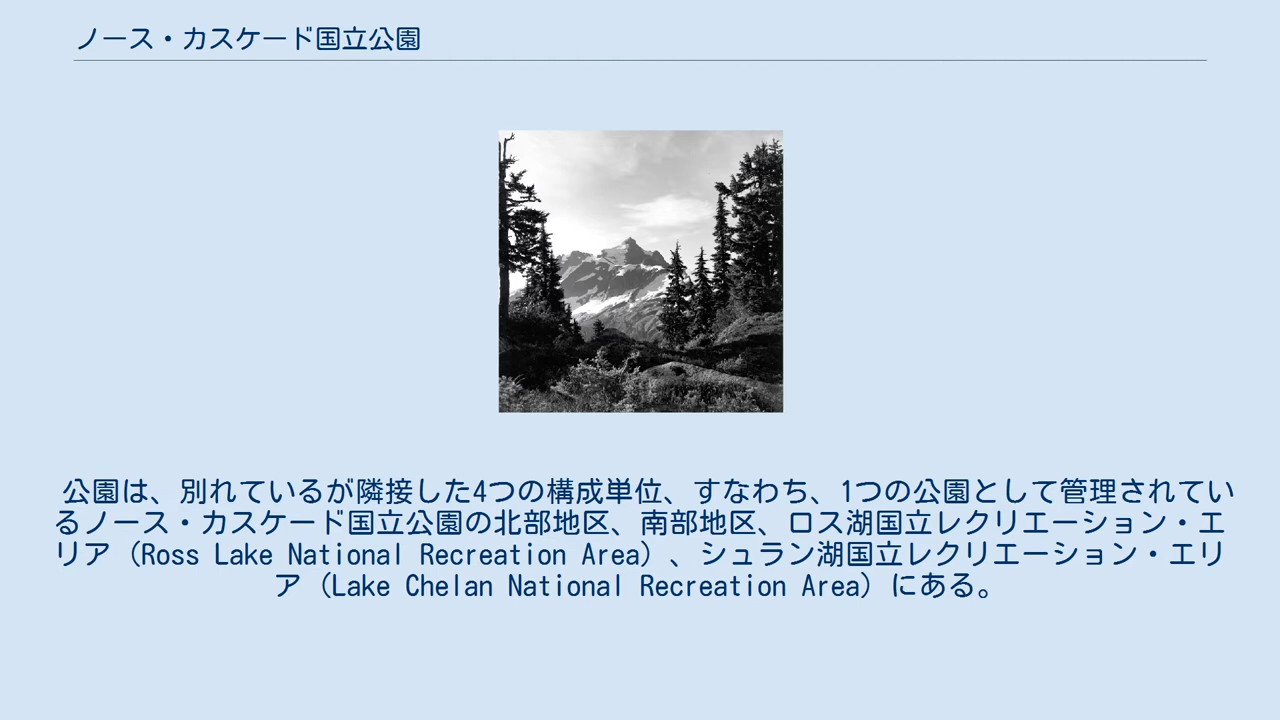 ノース・カスケード国立公園
公園は、別れているが隣接した4つの構成単位、すなわち、1つの公園として管理されてい
るノース・カスケード国立公園の北部地区、南部地区、ロス湖国立レクリエーション・エ
リア（Ross Lake National Recreation Area）、シュラン湖国立レクリエーション・エリ
ア（Lake Chelan National Recreation Area）にある。